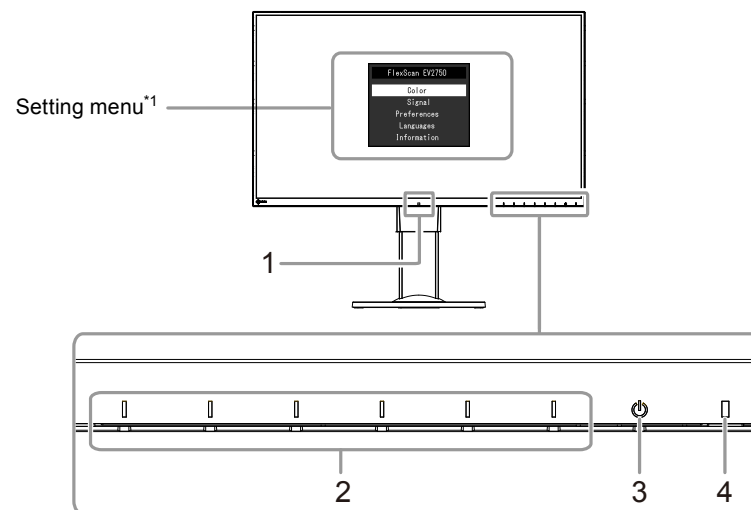 FlexScan EV2750
Color
Signal
Preferences
Languages
Information
Setting menu*1
1
2
3
4